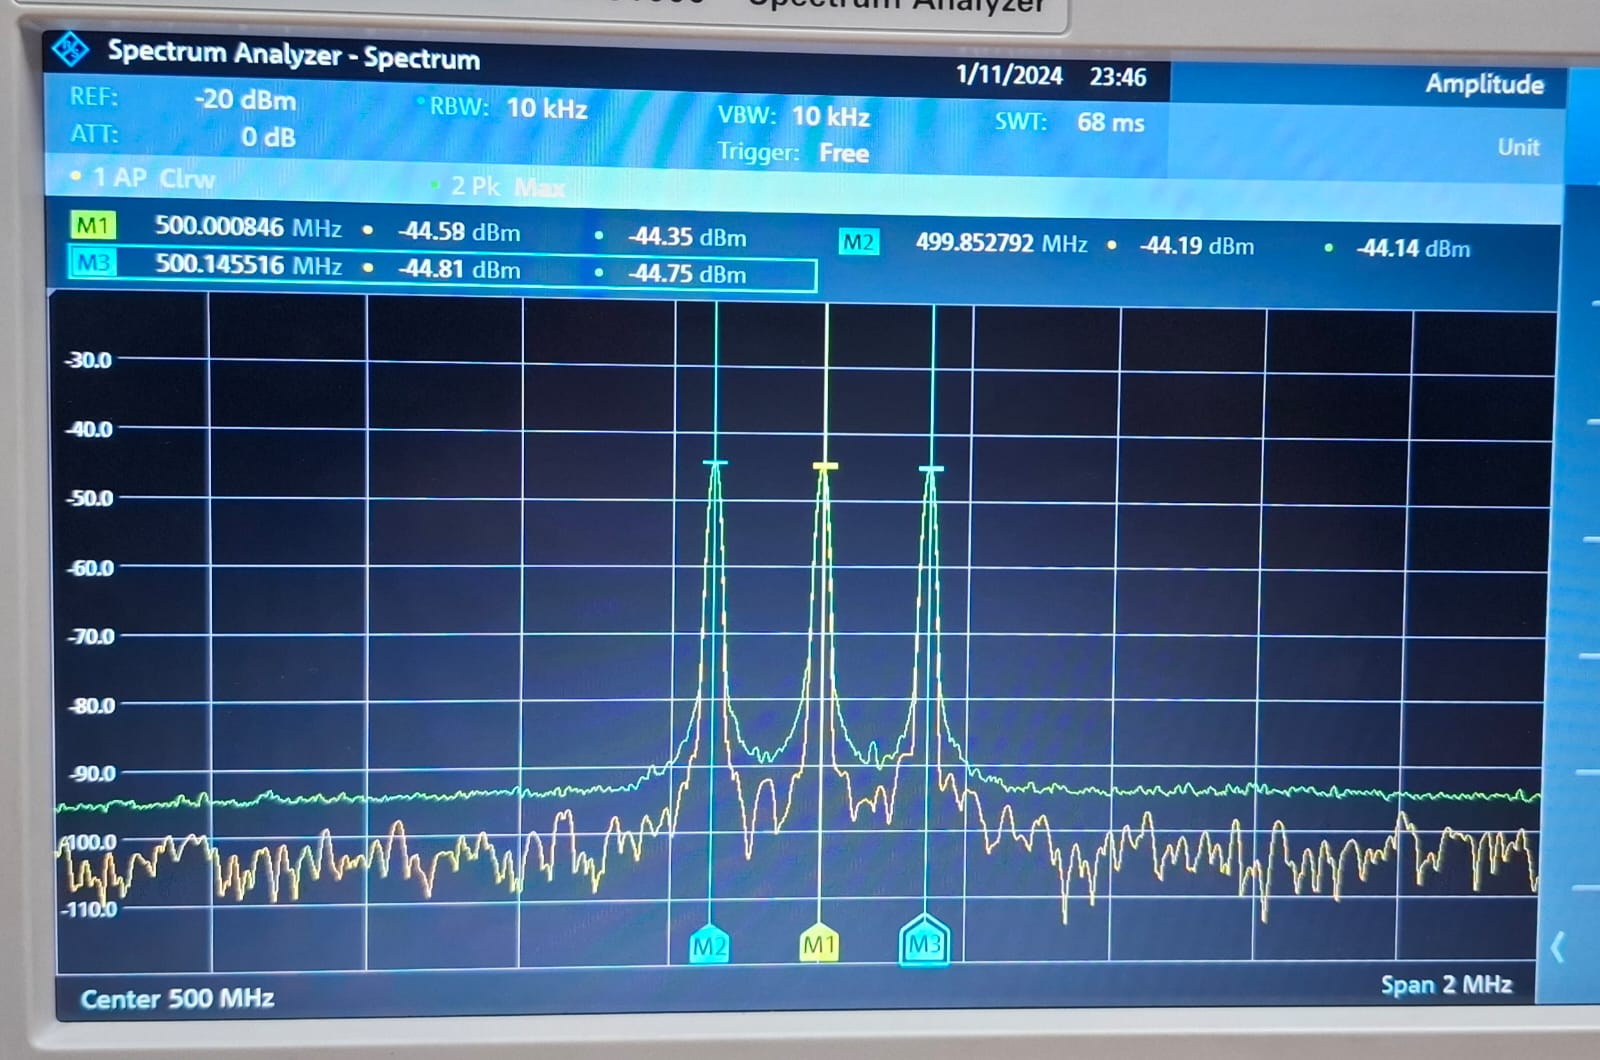 Spectrum Analyzer
Spectrum Analyzer - Spectrum
1/11/2024 23:46
Amplitude
REF: -20 dBm
RBW: 10 kHz
VBW: 10 kHz
SWT: 68 ms
ATT: 0 dB
Trigger: Free
Unit
1 AP Clrw
2 Pk Max
M1 500.000846 MHz -44.58 dBm -44.35 dBm
M2 499.852792 MHz -44.19 dBm -44.14 dBm
M3 500.145516 MHz -44.81 dBm -44.75 dBm
-30.0
-40.0
-50.0
-60.0
-70.0
-80.0
-90.0
-100.0
-110.0
M2 M1 M3
Center 500 MHz
Span 2 MHz